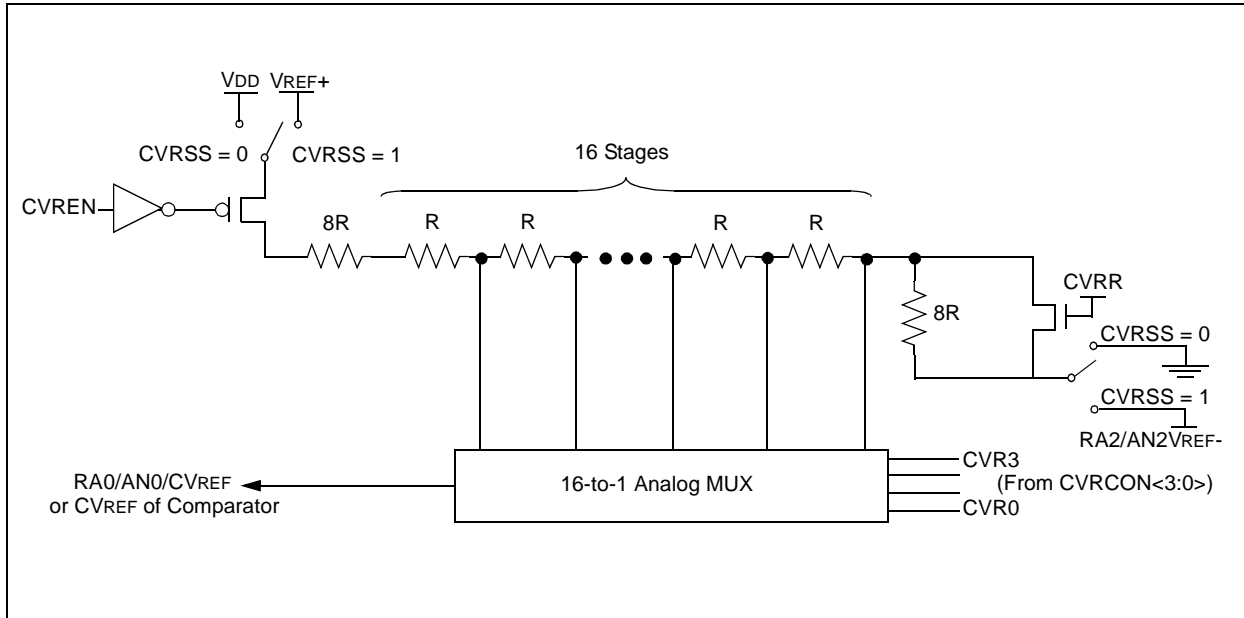 VDD VREF+
CVRSS = 0 CVRSS = 1
16 Stages
CVREN
8R R R R R
CVRR
8R
CVRSS = 0
CVRSS = 1
RA2/AN2VREF-
RA0/AN0/CVREF
or CVREF of Comparator
16-to-1 Analog MUX
CVR3
(From CVRCON<3:0>)
CVR0